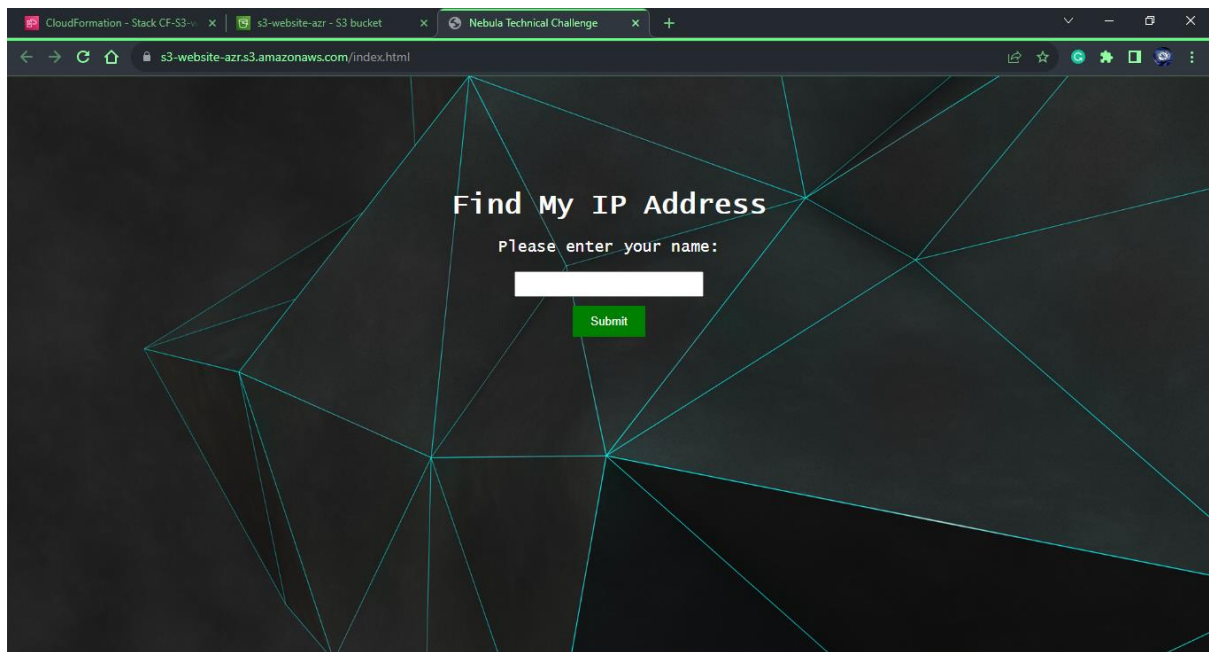 CloudFormation - Stack CF-S3-w
s3-website-azr - S3 bucket
Nebula Technical Challenge
s3-website-azr.s3.amazonaws.com/index.html
Find My IP Address
Please enter your name:
Submit